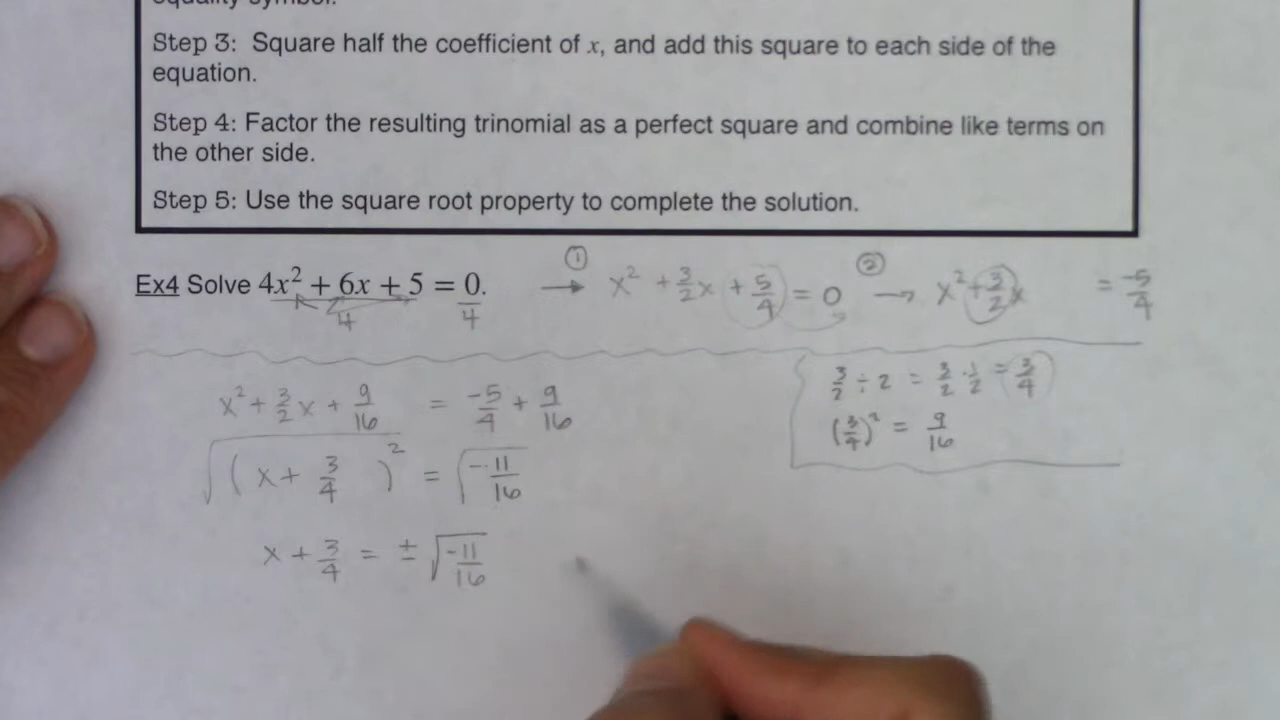 equality symbol.
Step 3: Square half the coefficient of x, and add this square to each side of the
equation.
Step 4: Factor the resulting trinomial as a perfect square and combine like terms on
the other side.
Step 5: Use the square root property to complete the solution.
Ex4 Solve 4x² + 6x + 5 = 0.
4 4
① → x² + 3/2 x + 5/4 = 0
② → x² + 3/2 x = -5/4
x² + 3/2 x + 9/16 = -5/4 + 9/16
√(x + 3/4)² = √-11/16
x + 3/4 = ± √-11/16
3/2 ÷ 2 = 3/2 · 1/2 = 3/4
(3/4)² = 9/16